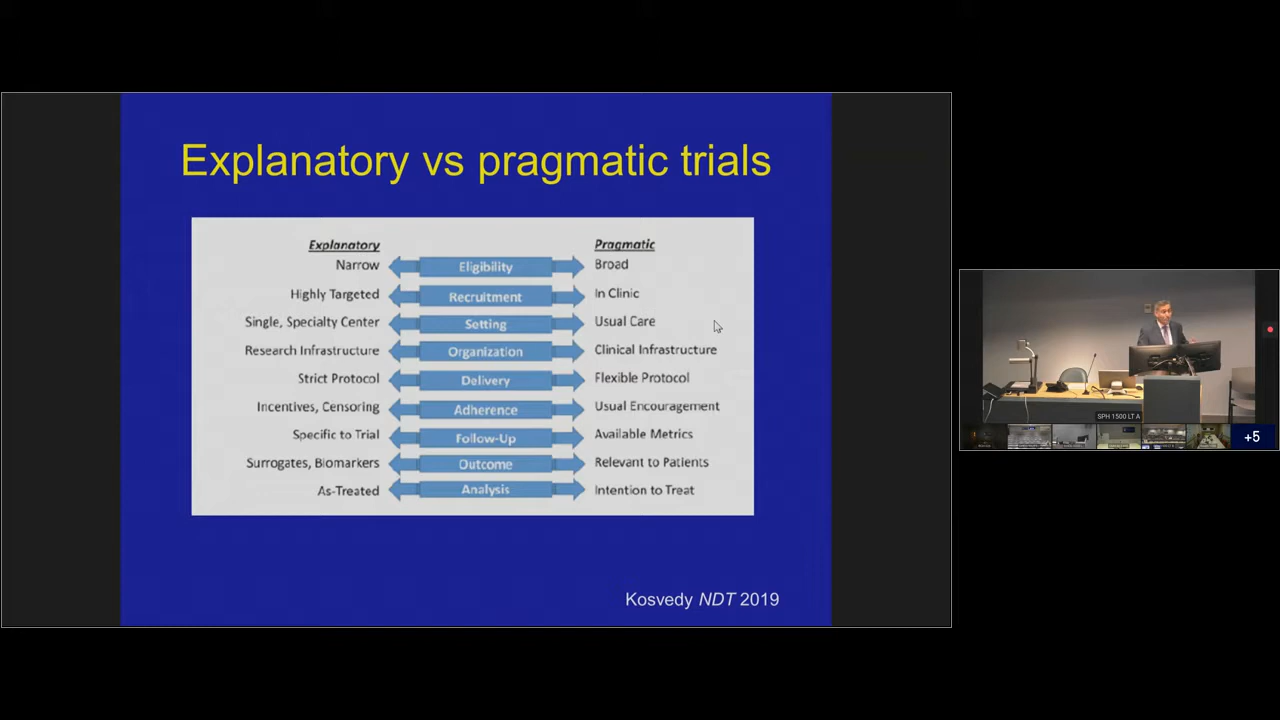 Explanatory vs pragmatic trials
Explanatory Pragmatic
Narrow Eligibility Broad
Highly Targeted Recruitment In Clinic
Single, Specialty Center Setting Usual Care
Research Infrastructure Organization Clinical Infrastructure
Strict Protocol Delivery Flexible Protocol
Incentives, Censoring Adherence Usual Encouragement
Specific to Trial Follow-Up Available Metrics
Surrogates, Biomarkers Outcome Relevant to Patients
As-Treated Analysis Intention to Treat
Kosvedy NDT 2019
SPH 1500 LT A
+5